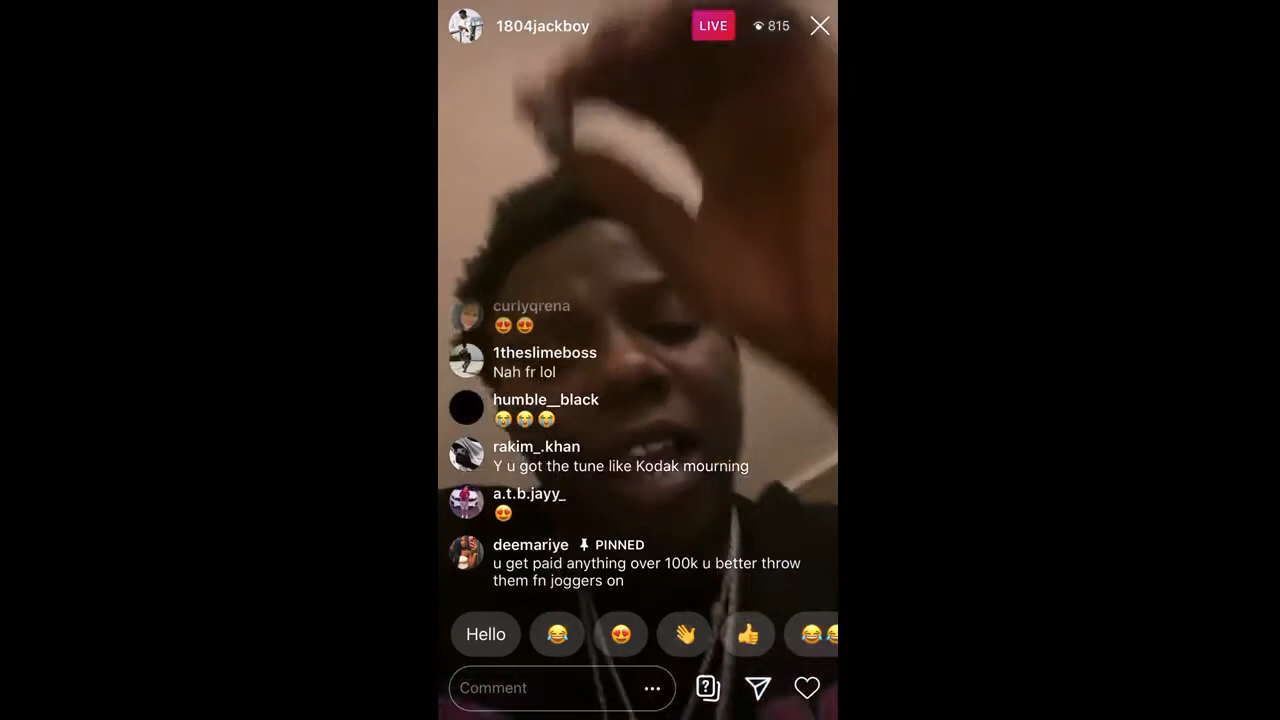 1804jackboy LIVE 815
curlyqrena
😍😍
1theslimeboss
Nah fr lol
humble__black
😭😭😭
rakim_.khan
Y u got the tune like Kodak mourning
a.t.b.jayy_
😍
deemariye PINNED
u get paid anything over 100k u better throw
them fn joggers on
Hello 😂 😍 👋 👍 😂😂
Comment